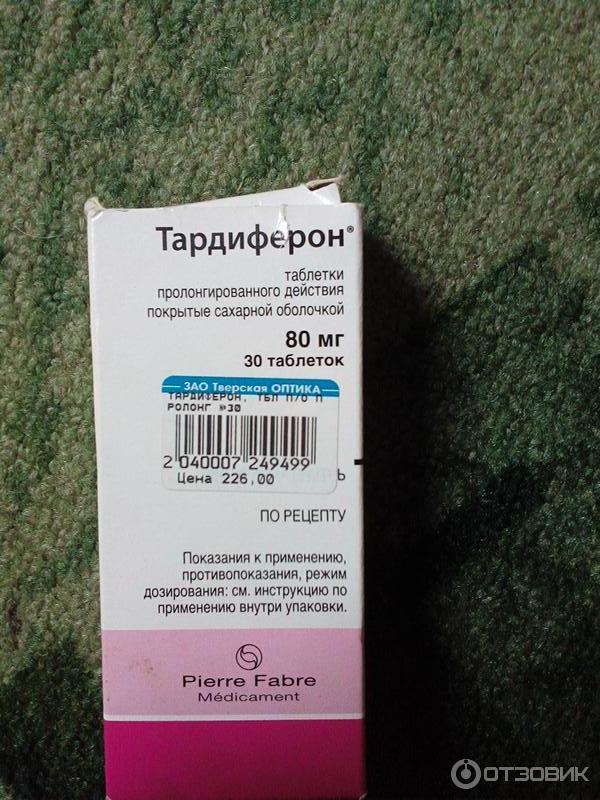 Тардиферон®
таблетки
пролонгированного действия
покрытые сахарной оболочкой
80 мг
30 таблеток
ЗАО Тверская ОПТИКА
ТАРДИФЕРОН, ТБЛ П/О П
РОЛОНГ №30
2 040007 249499
Цена 226,00
Ь
ПО РЕЦЕПТУ
Показания к применению,
противопоказания, режим
дозирования: см. инструкцию по
применению внутри упаковки.
Pierre Fabre
Médicament
ОТЗОВИК